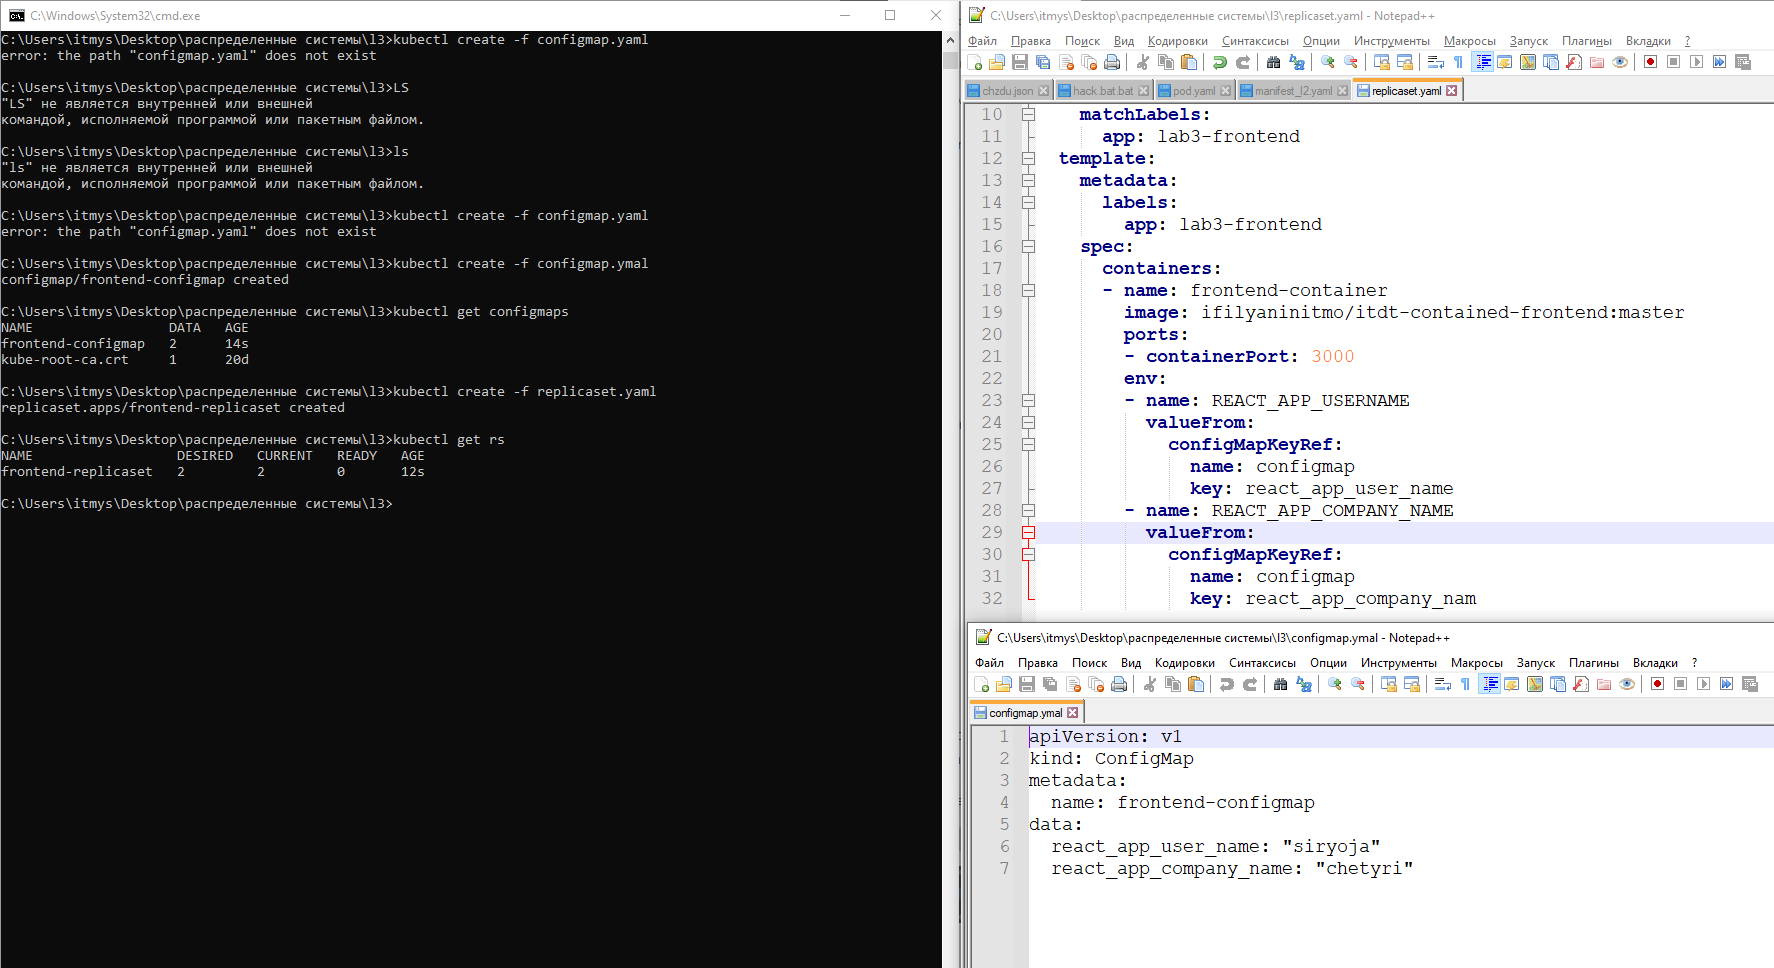 C:\Windows\System32\cmd.exe
C:\Users\itmys\Desktop\распределенные системы\l3>kubectl create -f configmap.yaml
error: the path "configmap.yaml" does not exist
C:\Users\itmys\Desktop\распределенные системы\l3>LS
"LS" не является внутренней или внешней
командой, исполняемой программой или пакетным файлом.
C:\Users\itmys\Desktop\распределенные системы\l3>ls
"ls" не является внутренней или внешней
командой, исполняемой программой или пакетным файлом.
C:\Users\itmys\Desktop\распределенные системы\l3>kubectl create -f configmap.yaml
error: the path "configmap.yaml" does not exist
C:\Users\itmys\Desktop\распределенные системы\l3>kubectl create -f configmap.ymal
configmap/frontend-configmap created
C:\Users\itmys\Desktop\распределенные системы\l3>kubectl get configmaps
NAME DATA AGE
frontend-configmap 2 14s
kube-root-ca.crt 1 20d
C:\Users\itmys\Desktop\распределенные системы\l3>kubectl create -f replicaset.yaml
replicaset.apps/frontend-replicaset created
C:\Users\itmys\Desktop\распределенные системы\l3>kubectl get rs
NAME DESIRED CURRENT READY AGE
frontend-replicaset 2 2 0 12s
C:\Users\itmys\Desktop\распределенные системы\l3>
C:\Users\itmys\Desktop\распределенные системы\l3\replicaset.yaml - Notepad++
Файл Правка Поиск Вид Кодировки Синтаксисы Опции Инструменты Макросы Запуск Плагины Вкладки ?
chzdu.json hack.bat.bat pod.yaml manifest_l2.yaml replicaset.yaml
10 matchLabels:
11 app: lab3-frontend
12 template:
13 metadata:
14 labels:
15 app: lab3-frontend
16 spec:
17 containers:
18 - name: frontend-container
19 image: ifilyaninitmo/itdt-contained-frontend:master
20 ports:
21 - containerPort: 3000
22 env:
23 - name: REACT_APP_USERNAME
24 valueFrom:
25 configMapKeyRef:
26 name: configmap
27 key: react_app_user_name
28 - name: REACT_APP_COMPANY_NAME
29 valueFrom:
30 configMapKeyRef:
31 name: configmap
32 key: react_app_company_nam
C:\Users\itmys\Desktop\распределенные системы\l3\configmap.ymal - Notepad++
Файл Правка Поиск Вид Кодировки Синтаксисы Опции Инструменты Макросы Запуск Плагины Вкладки ?
configmap.ymal
1 apiVersion: v1
2 kind: ConfigMap
3 metadata:
4 name: frontend-configmap
5 data:
6 react_app_user_name: "siryoja"
7 react_app_company_name: "chetyri"